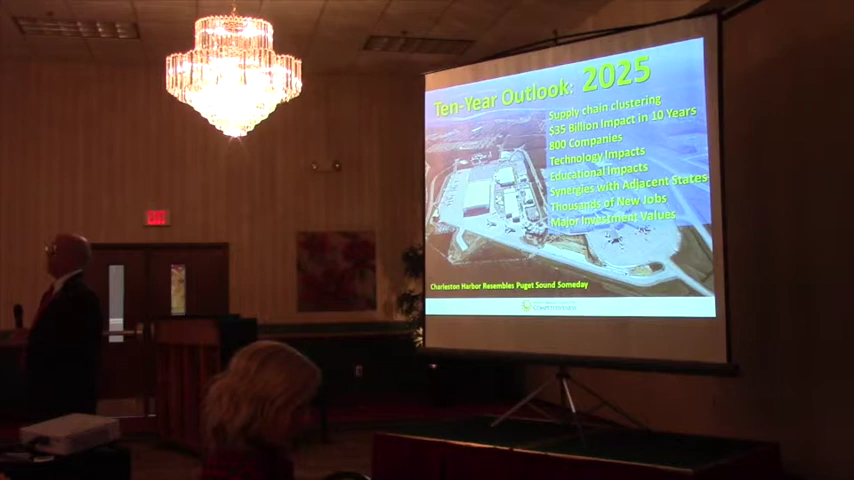 Ten-Year Outlook: 2025
Supply chain clustering
$35 Billion Impact in 10 Years
800 Companies
Technology Impacts
Educational Impacts
Synergies with Adjacent States
Thousands of New Jobs
Major Investment Values
Charleston Harbor Resembles Puget Sound Someday
EXIT